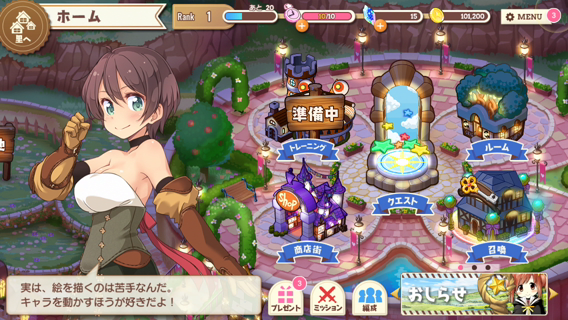 ホーム
里へ
Rank 1
あと 20
10/10
15
101,200
MENU
3
準備中
トレーニング
ルーム
クエスト
SHOP
商店街
召喚
実は、絵を描くのは苦手なんだ。
キャラを動かすほうが好きだよ！
3
プレゼント
ミッション
編成
おしらせ